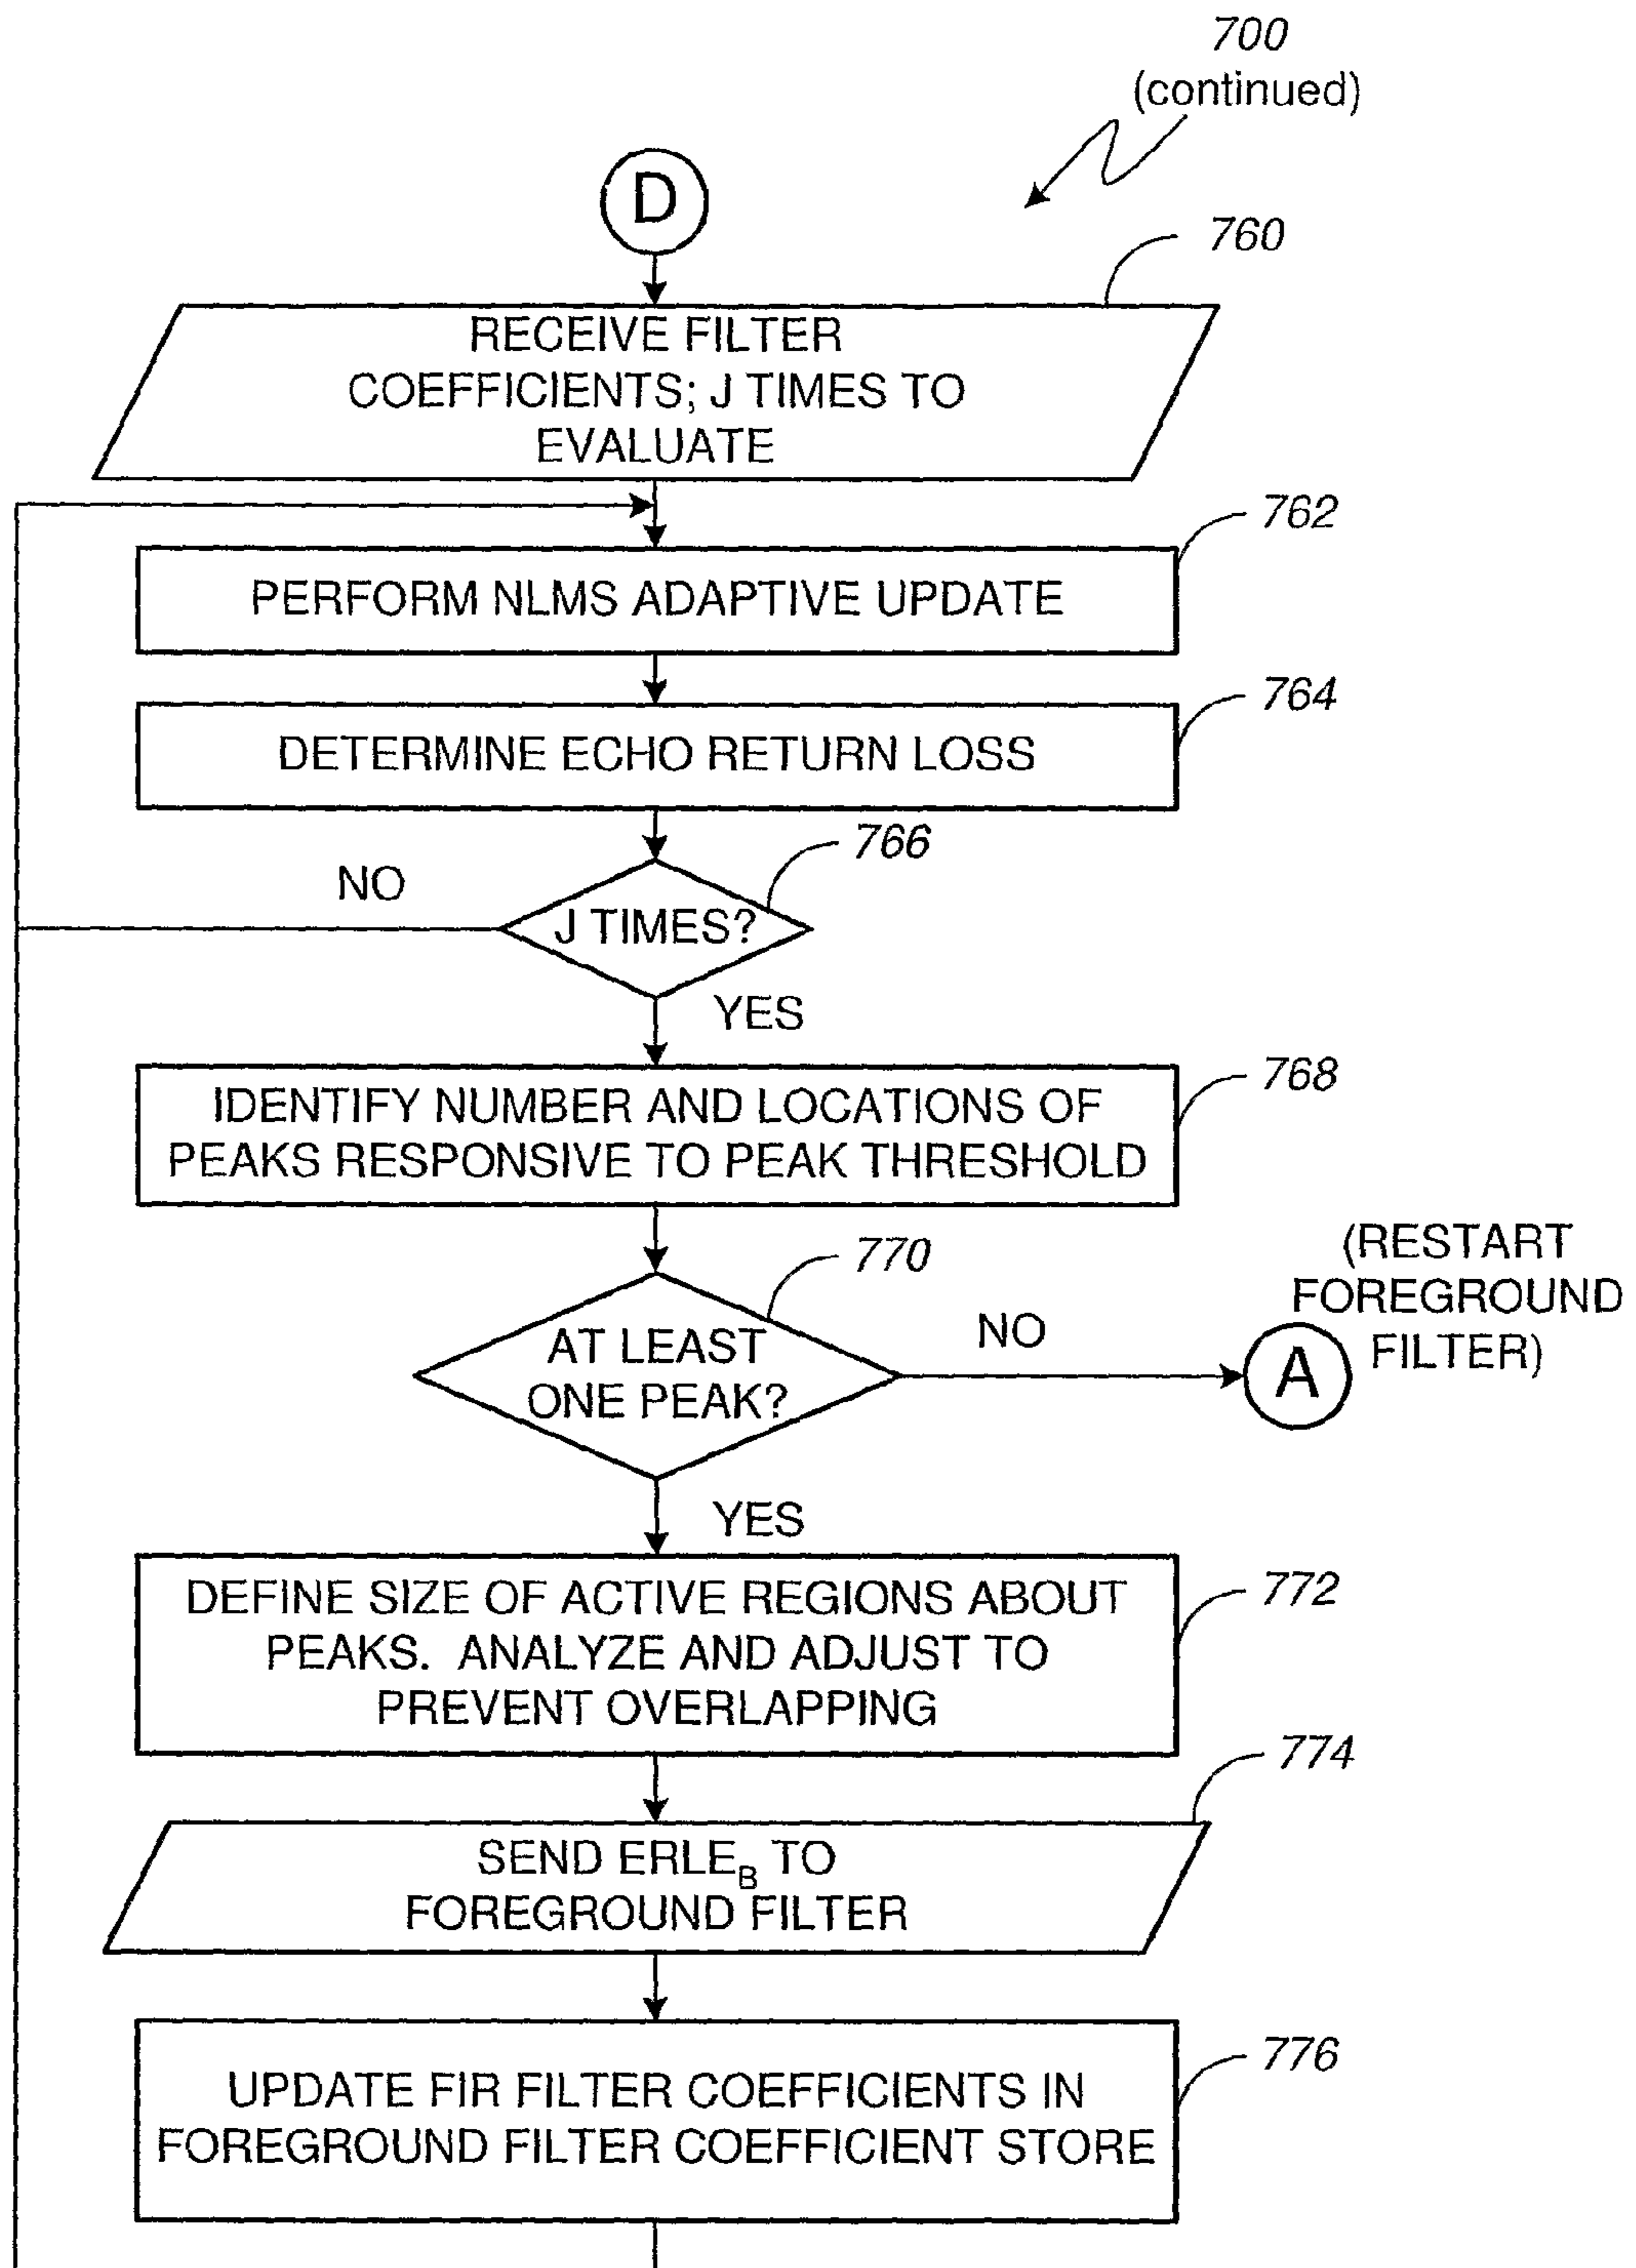 700
(continued)
D
760
RECEIVE FILTER
COEFFICIENTS; J TIMES TO
EVALUATE
762
PERFORM NLMS ADAPTIVE UPDATE
764
DETERMINE ECHO RETURN LOSS
766
NO
J TIMES?
YES
768
IDENTIFY NUMBER AND LOCATIONS OF
PEAKS RESPONSIVE TO PEAK THRESHOLD
770
(RESTART
FOREGROUND
FILTER)
NO
AT LEAST
ONE PEAK?
A
YES
772
DEFINE SIZE OF ACTIVE REGIONS ABOUT
PEAKS. ANALYZE AND ADJUST TO
PREVENT OVERLAPPING
774
SEND ERLE_B TO
FOREGROUND FILTER
776
UPDATE FIR FILTER COEFFICIENTS IN
FOREGROUND FILTER COEFFICIENT STORE